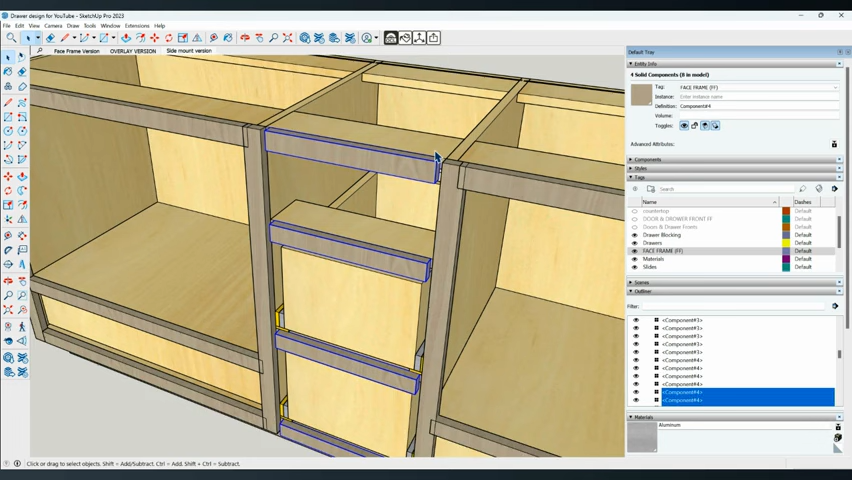 Drawer design for YouTube - SketchUp Pro 2023
File Edit View Camera Draw Tools Window Extensions Help
Face Frame Version OVERLAY VERSION Side mount version
Default Tray
Entity Info
4 Solid Components (8 in model)
Tag: FACE FRAME (FF)
Instance: Enter instance name
Definition: Component#4
Volume:
Toggles:
Advanced Attributes:
Components
Tags
Search
Name Dashes
countertop Default
DOOR & DRAWER FRONT FF Default
Doors & Drawer Fronts Default
Drawer Blocking Default
Drawers Default
FACE FRAME (FF) Default
Materials Default
Slides Default
Scenes
Outliner
Filter:
<Component#3>
<Component#3>
<Component#3>
<Component#3>
<Component#3>
<Component#4>
<Component#4>
<Component#4>
<Component#4>
<Component#4>
<Component#4>
Materials
Aluminum
Click or drag to select objects. Shift = Add/Subtract. Ctrl = Add. Shift + Ctrl = Subtract.